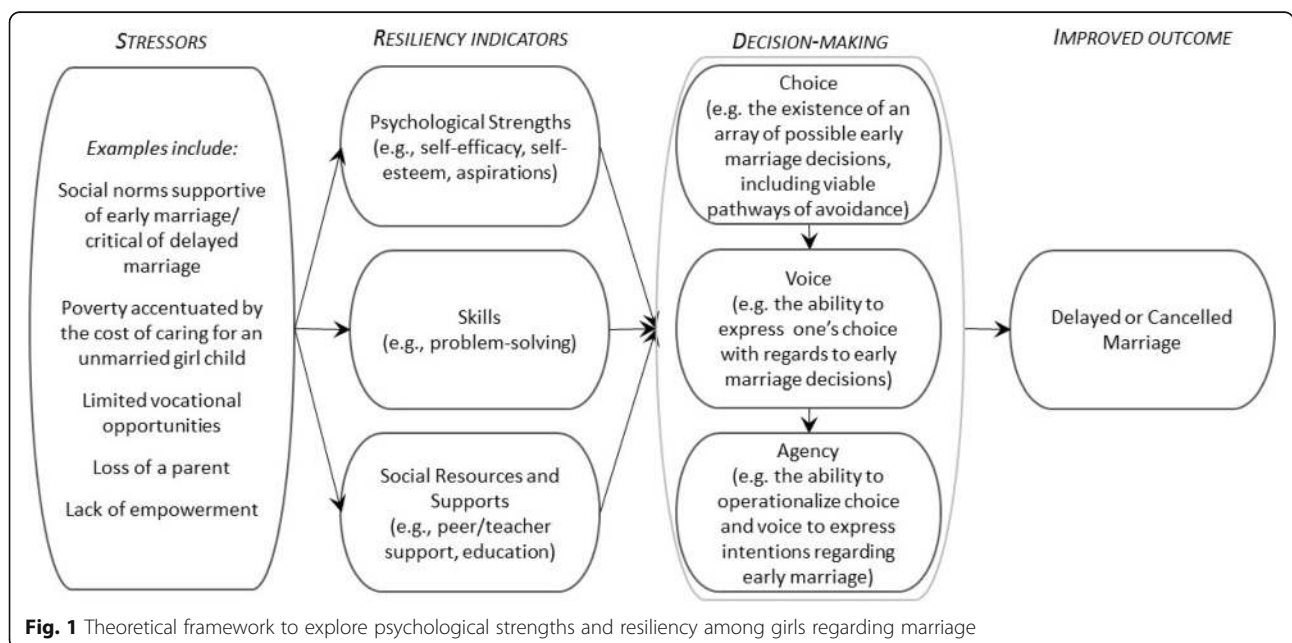 STRESSORS
Examples include:
Social norms supportive
of early marriage/
critical of delayed
marriage
Poverty accentuated by
the cost of caring for an
unmarried girl child
Limited vocational
opportunities
Loss of a parent
Lack of empowerment
RESILIENCY INDICATORS
Psychological Strengths
(e.g., self-efficacy, self-
esteem, aspirations)
Skills
(e.g., problem-solving)
Social Resources and
Supports
(e.g., peer/teacher
support, education)
DECISION-MAKING
Choice
(e.g. the existence of an
array of possible early
marriage decisions,
including viable
pathways of avoidance)
Voice
(e.g. the ability to
express one's choice
with regards to early
marriage decisions)
Agency
(e.g. the ability to
operationalize choice
and voice to express
intentions regarding
early marriage)
IMPROVED OUTCOME
Delayed or Cancelled
Marriage
Fig. 1 Theoretical framework to explore psychological strengths and resiliency among girls regarding marriage